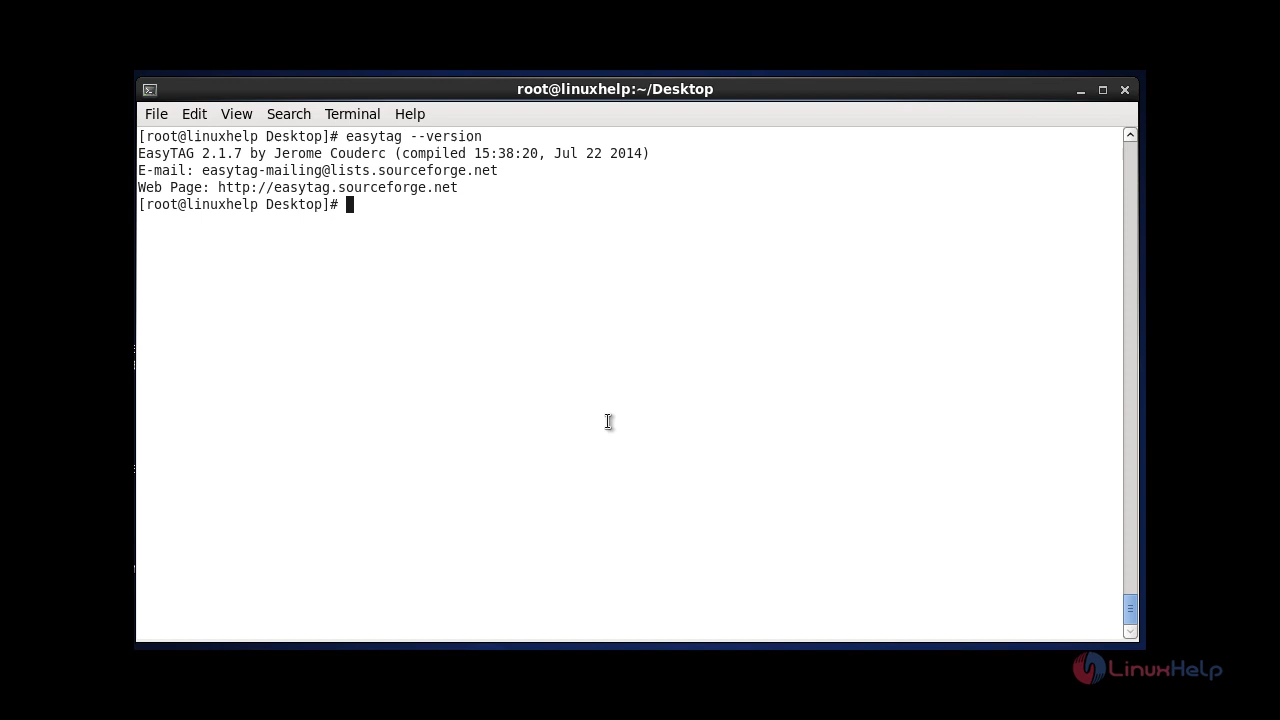 root@linuxhelp:~/Desktop
File Edit View Search Terminal Help
[root@linuxhelp Desktop]# easytag --version
EasyTAG 2.1.7 by Jerome Couderc (compiled 15:38:20, Jul 22 2014)
E-mail: easytag-mailing@lists.sourceforge.net
Web Page: http://easytag.sourceforge.net
[root@linuxhelp Desktop]#
LinuxHelp